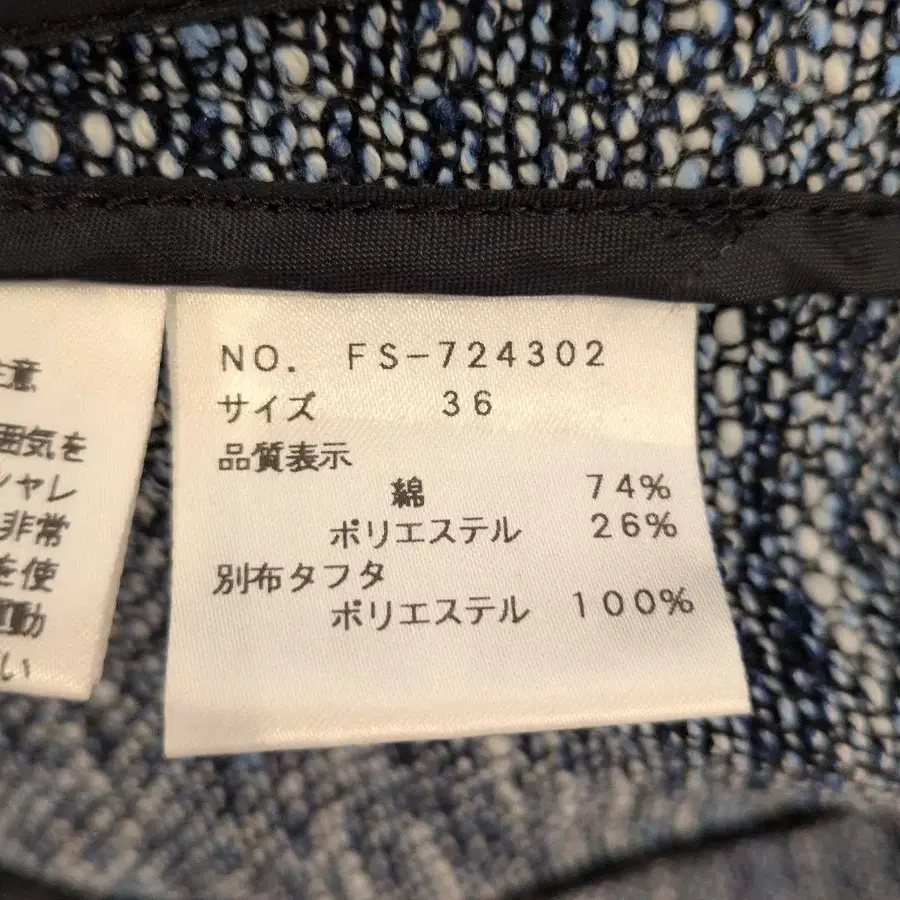 注意
囲気を
シャレ
非常
を使
運動
い
NO. FS-724302
サイズ 36
品質表示
綿 74%
ポリエステル 26%
別布タフタ
ポリエステル 100%